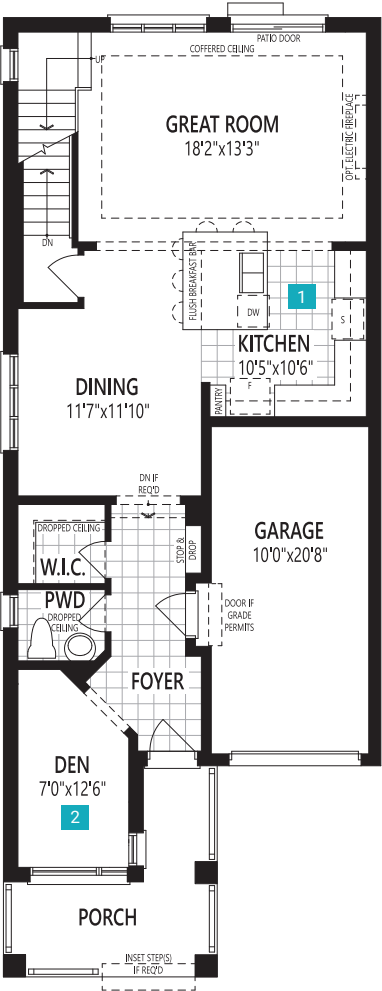 PATIO DOOR
COFFERED CEILING
UP
GREAT ROOM
18'2"x13'3"
OPT. ELECTRIC FIREPLACE
DN
FLUSH BREAKFAST BAR
1
DW
S
KITCHEN
10'5"x10'6"
DINING
11'7"x11'10"
PANTRY
F
DN IF
REQ'D
DROPPED CEILING
W.I.C.
STOP &
DROP
GARAGE
10'0"x20'8"
PWD
DROPPED
CEILING
DOOR IF
GRADE
PERMITS
FOYER
DEN
7'0"x12'6"
2
PORCH
INSET STEP(S)
IF REQ'D